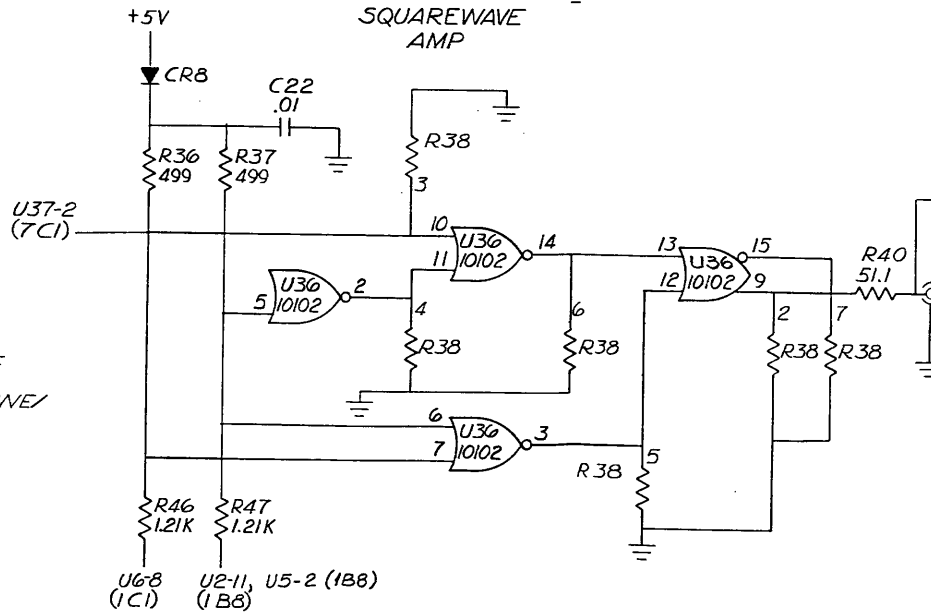 SQUAREWAVE
AMP
+5V
CR8
C22
.01
R36
499
R37
499
R38
3
U37-2
(7C1)
10
11
U36
10102
14
13
12
U36
10102
15
9
R40
51.1
5
U36
10102
2
4
R38
6
R38
2
R38
7
R38
6
7
U36
10102
3
R38
5
R46
1.21K
R47
1.21K
U6-8
(1C1)
U2-11, U5-2 (1B8)
(1B8)